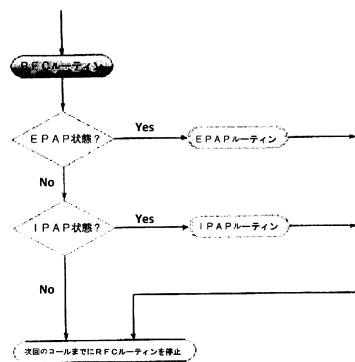 RFCルーティン
EPAP状態？
Yes
EPAPルーティン
No
IPAP状態？
Yes
IPAPルーティン
No
次回のコールまでにRFCルーティンを停止